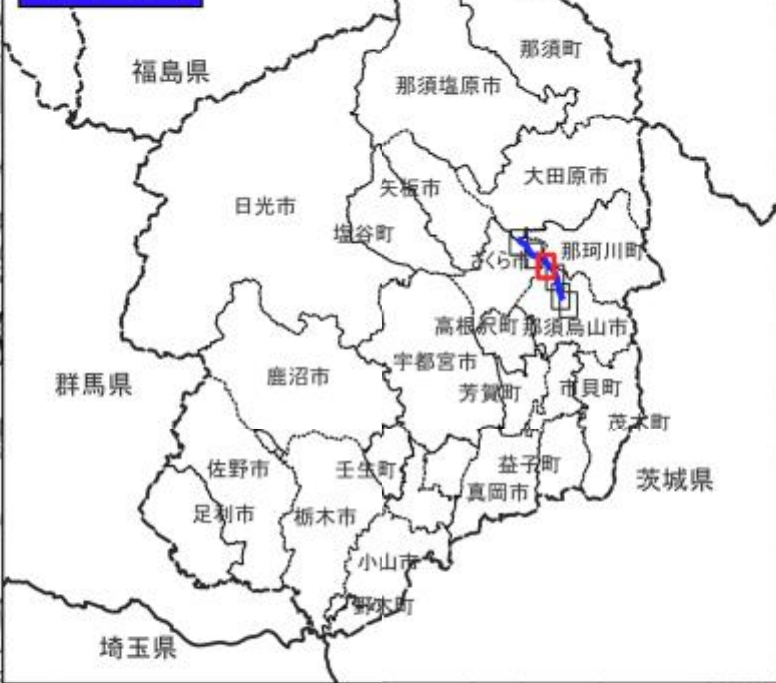 那須町
福島県
那須塩原市
大田原市
矢板市
日光市
塩谷町
那珂川町
さくら市
高根沢町
那須烏山市
宇都宮市
鹿沼市
群馬県
芳賀町
市貝町
茂木町
佐野市
壬生町
益子町
茨城県
真岡市
足利市
栃木市
小山市
野木町
埼玉県